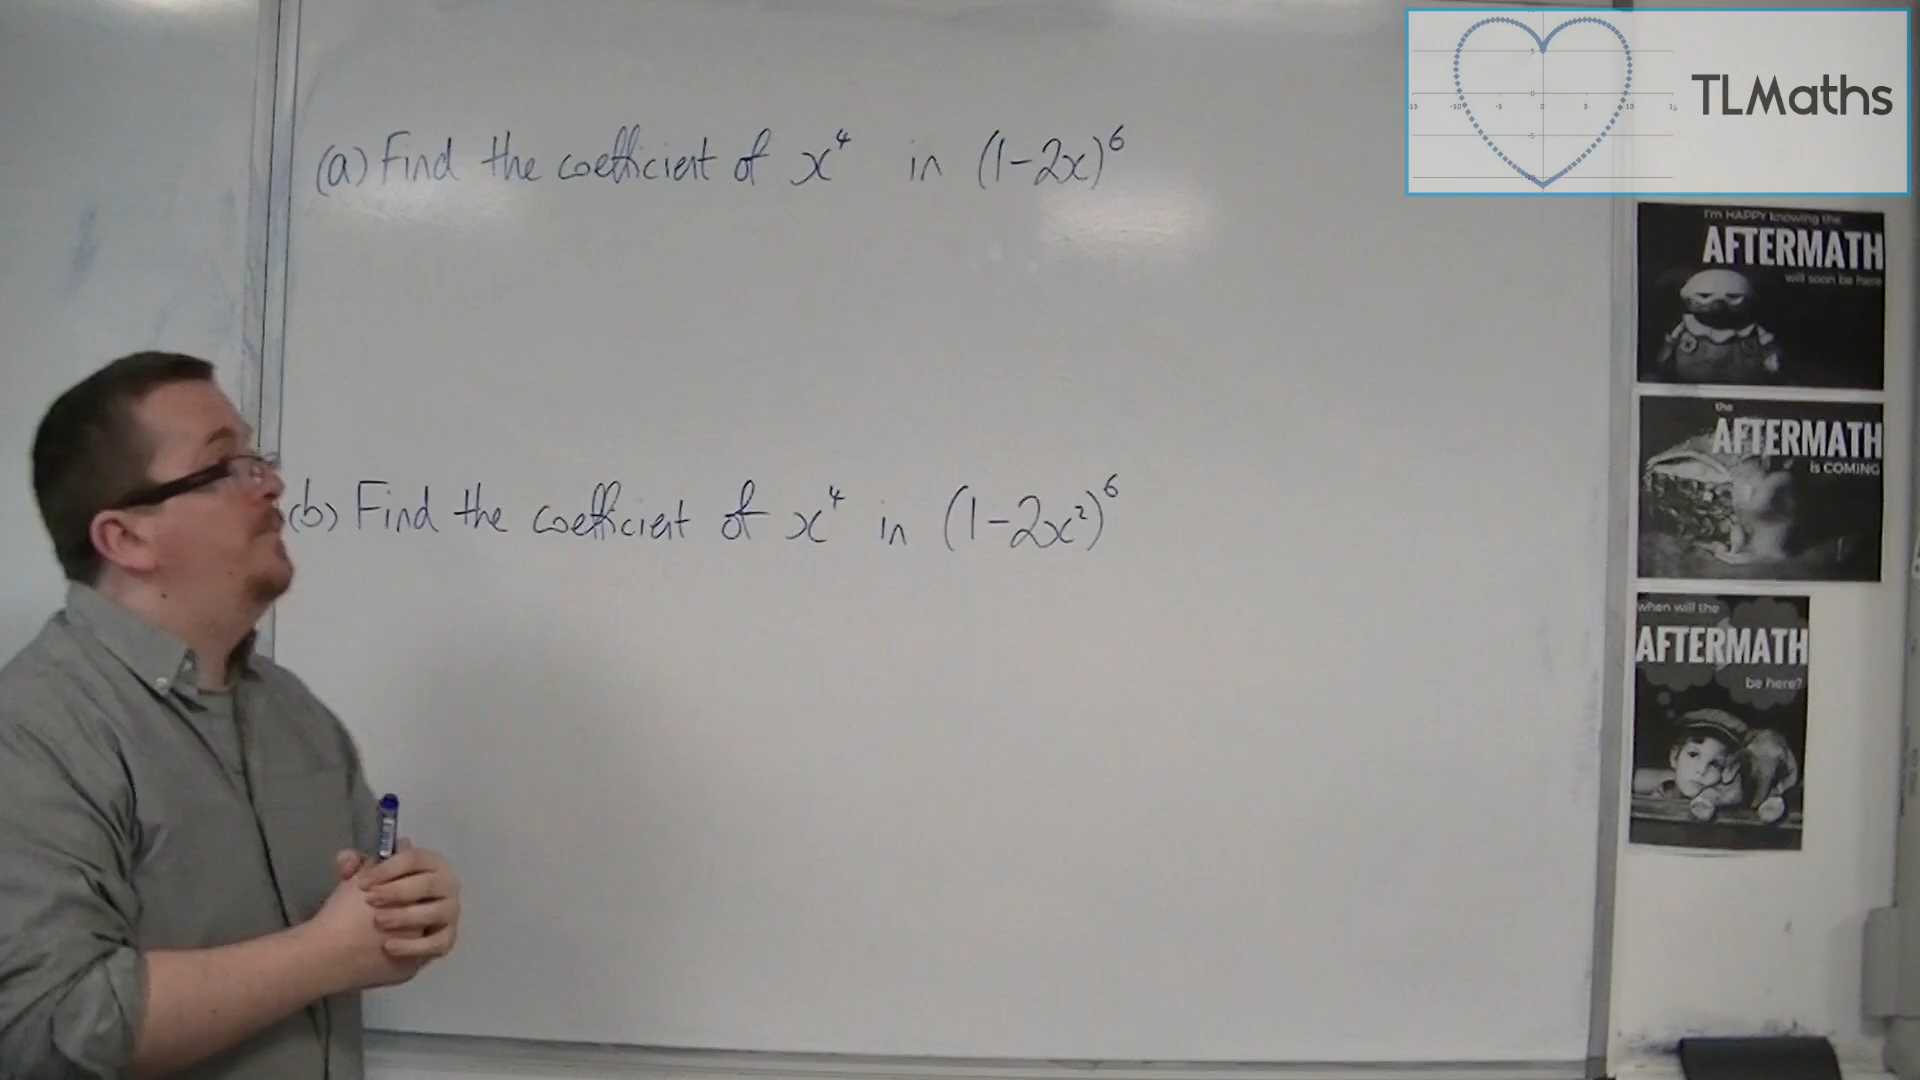 (a) Find the coefficient of x⁴ in (1-2x)⁶
(b) Find the coefficient of x⁴ in (1-2x²)⁶
TLMaths
I'm HAPPY knowing the
AFTERMATH
will soon be here
the
AFTERMATH
is COMING
when will the
AFTERMATH
be here?